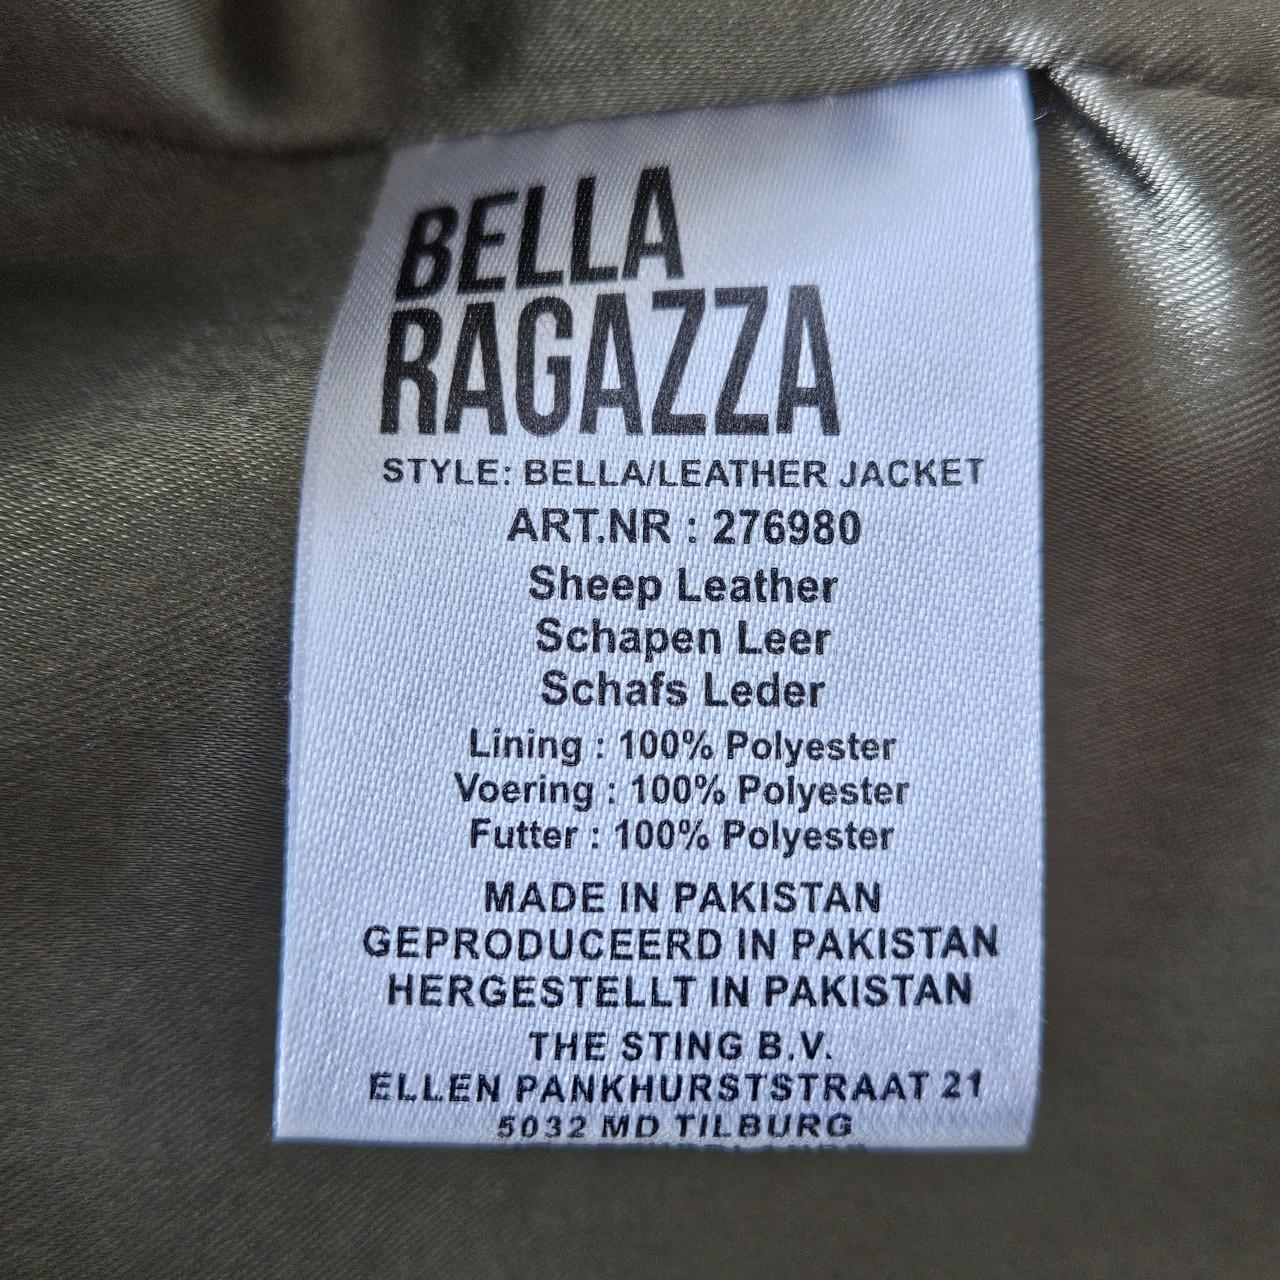 BELLA
RAGAZZA
STYLE: BELLA/LEATHER JACKET
ART.NR : 276980
Sheep Leather
Schapen Leer
Schafs Leder
Lining : 100% Polyester
Voering : 100% Polyester
Futter : 100% Polyester
MADE IN PAKISTAN
GEPRODUCEERD IN PAKISTAN
HERGESTELLT IN PAKISTAN
THE STING B.V.
ELLEN PANKHURSTSTRAAT 21
5032 MD TILBURG